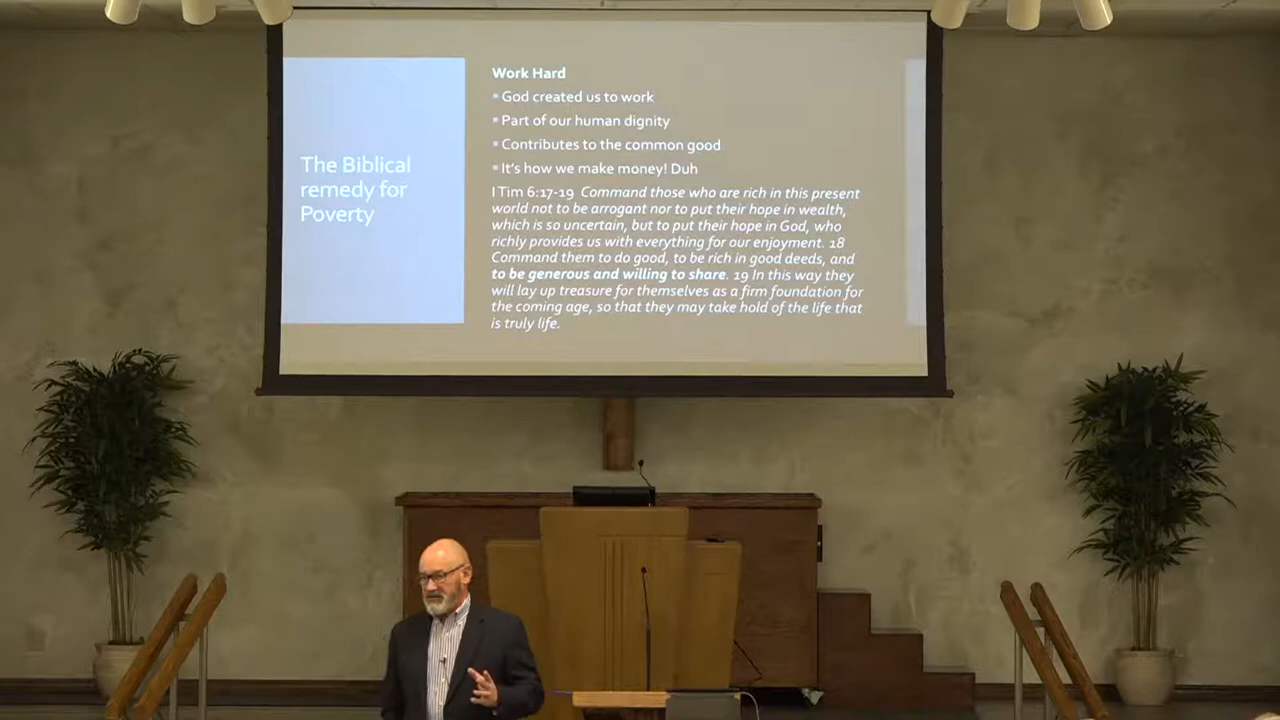 The Biblical
remedy for
Poverty
Work Hard
▪ God created us to work
▪ Part of our human dignity
▪ Contributes to the common good
▪ It's how we make money! Duh
I Tim 6:17-19 Command those who are rich in this present
world not to be arrogant nor to put their hope in wealth,
which is so uncertain, but to put their hope in God, who
richly provides us with everything for our enjoyment. 18
Command them to do good, to be rich in good deeds, and
to be generous and willing to share. 19 In this way they
will lay up treasure for themselves as a firm foundation for
the coming age, so that they may take hold of the life that
is truly life.